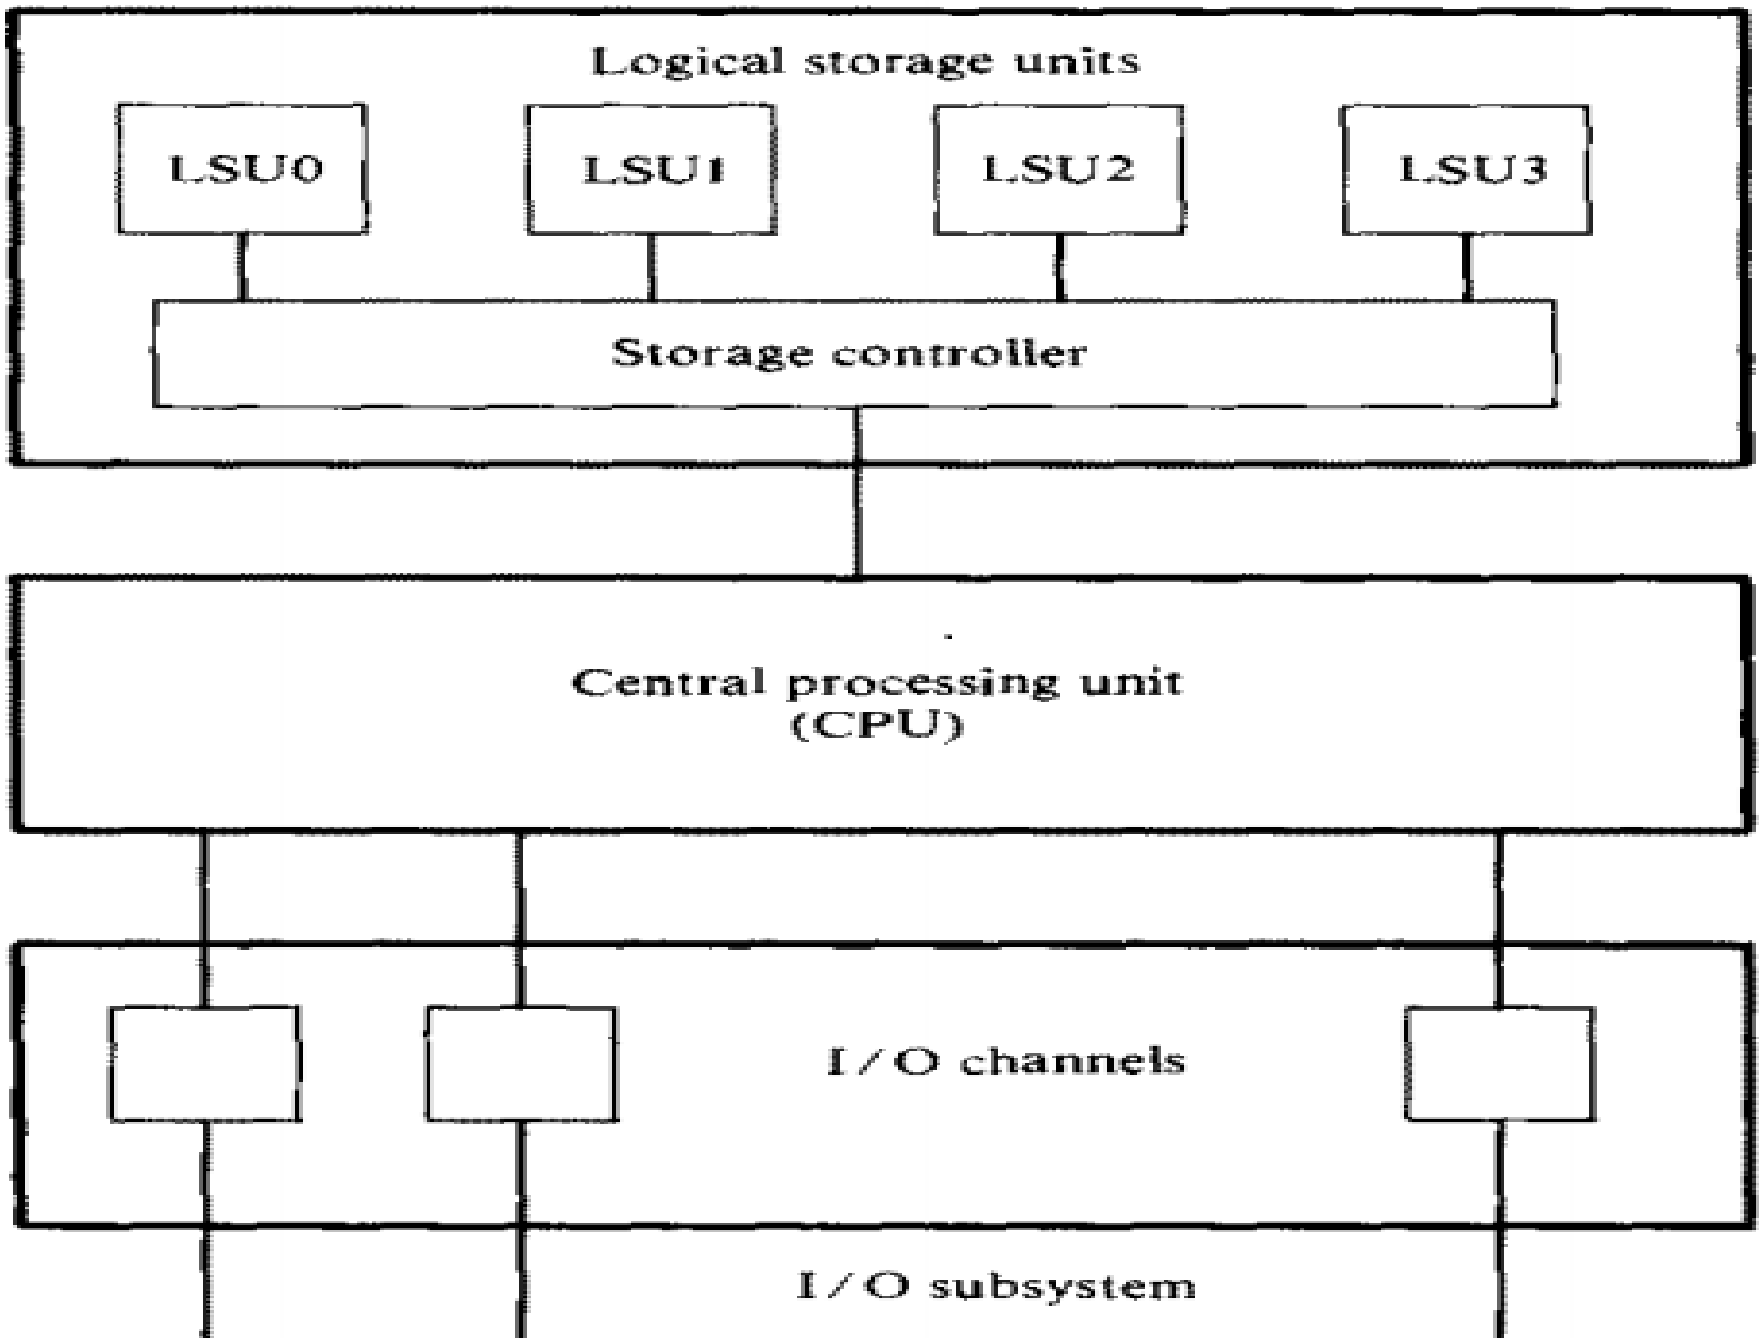 Logical storage units
LSU0 LSU1 LSU2 LSU3
Storage controller
Central processing unit
(CPU)
I/O channels
I/O subsystem